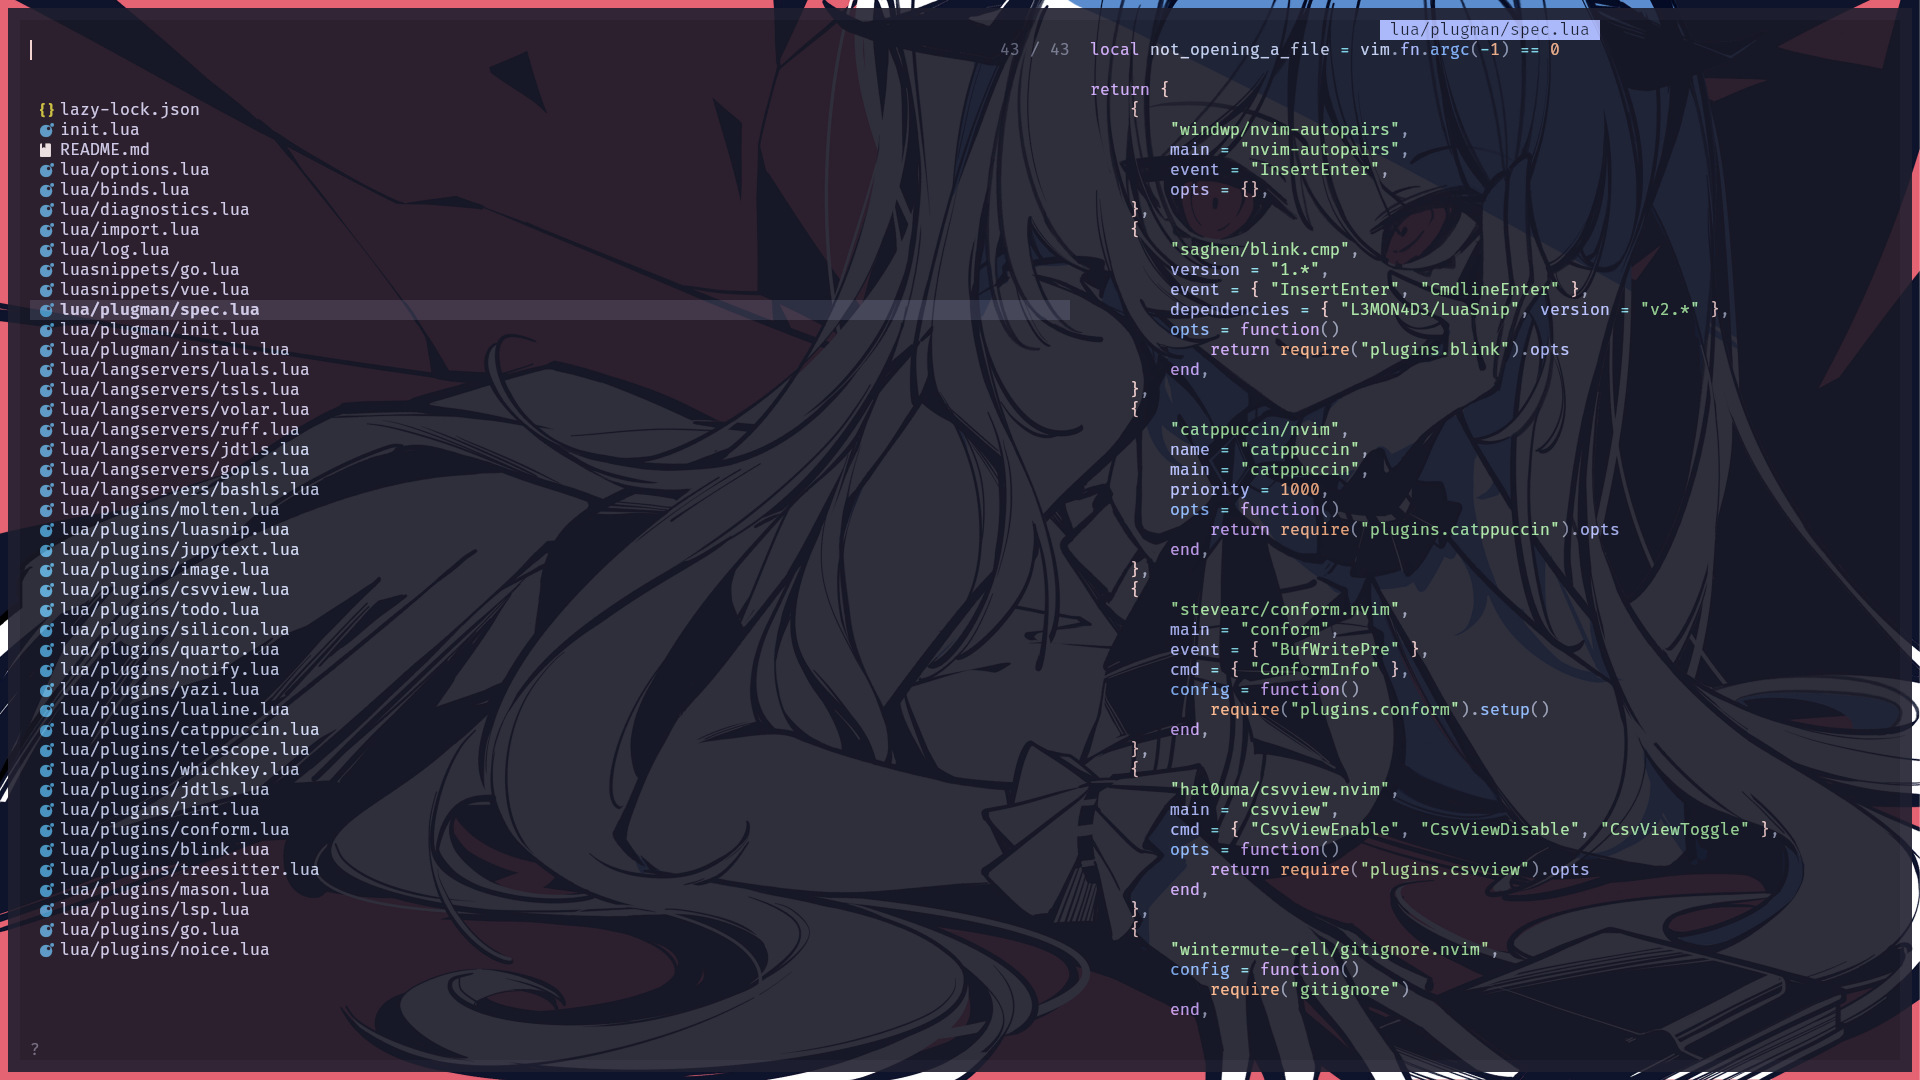 lua/plugman/spec.lua
43 / 43
lazy-lock.json
init.lua
README.md
lua/options.lua
lua/binds.lua
lua/diagnostics.lua
lua/import.lua
lua/log.lua
luasnippets/go.lua
luasnippets/vue.lua
lua/plugman/spec.lua
lua/plugman/init.lua
lua/plugman/install.lua
lua/langservers/luals.lua
lua/langservers/tsls.lua
lua/langservers/volar.lua
lua/langservers/ruff.lua
lua/langservers/jdtls.lua
lua/langservers/gopls.lua
lua/langservers/bashls.lua
lua/plugins/molten.lua
lua/plugins/luasnip.lua
lua/plugins/jupytext.lua
lua/plugins/image.lua
lua/plugins/csvview.lua
lua/plugins/todo.lua
lua/plugins/silicon.lua
lua/plugins/quarto.lua
lua/plugins/notify.lua
lua/plugins/yazi.lua
lua/plugins/lualine.lua
lua/plugins/catppuccin.lua
lua/plugins/telescope.lua
lua/plugins/whichkey.lua
lua/plugins/jdtls.lua
lua/plugins/lint.lua
lua/plugins/conform.lua
lua/plugins/blink.lua
lua/plugins/treesitter.lua
lua/plugins/mason.lua
lua/plugins/lsp.lua
lua/plugins/go.lua
lua/plugins/noice.lua
?
local not_opening_a_file = vim.fn.argc(-1) == 0
return {
    {
        "windwp/nvim-autopairs",
        main = "nvim-autopairs",
        event = "InsertEnter",
        opts = {},
    },
    {
        "saghen/blink.cmp",
        version = "1.*",
        event = { "InsertEnter", "CmdlineEnter" },
        dependencies = { "L3MON4D3/LuaSnip", version = "v2.*" },
        opts = function()
            return require("plugins.blink").opts
        end,
    },
    {
        "catppuccin/nvim",
        name = "catppuccin",
        main = "catppuccin",
        priority = 1000,
        opts = function()
            return require("plugins.catppuccin").opts
        end,
    },
    {
        "stevearc/conform.nvim",
        main = "conform",
        event = { "BufWritePre" },
        cmd = { "ConformInfo" },
        config = function()
            require("plugins.conform").setup()
        end,
    },
    {
        "hat0uma/csvview.nvim",
        main = "csvview",
        cmd = { "CsvViewEnable", "CsvViewDisable", "CsvViewToggle" },
        opts = function()
            return require("plugins.csvview").opts
        end,
    },
    {
        "wintermute-cell/gitignore.nvim",
        config = function()
            require("gitignore")
        end,